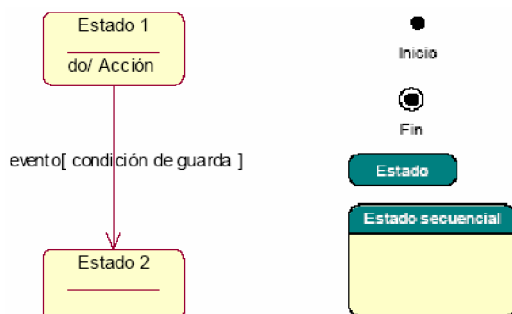 Estado 1
do/ Acción
evento[ condición de guarda ]
Estado 2
Inicio
Fin
Estado
Estado secuencial